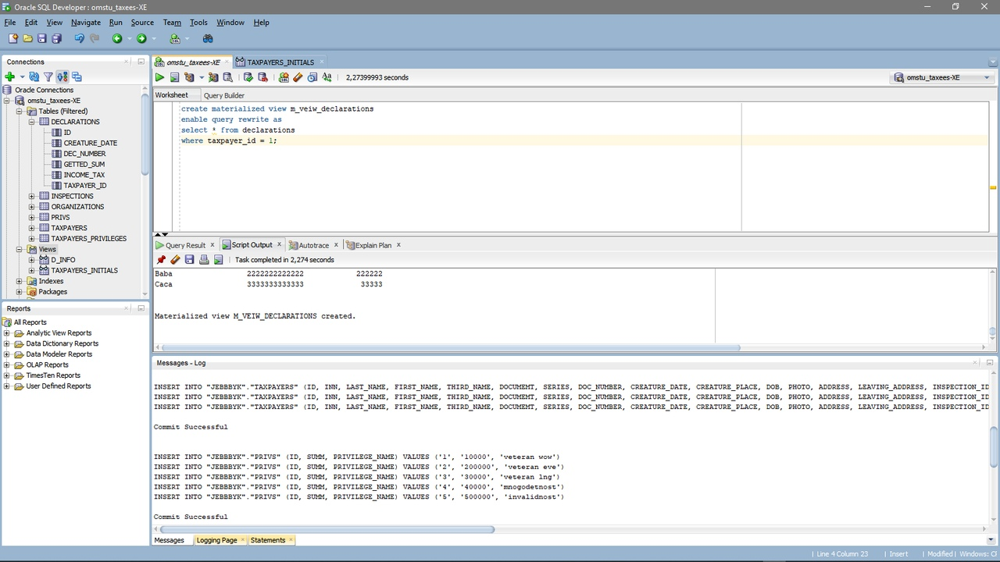 Oracle SQL Developer : omstu_taxees-XE
File Edit View Navigate Run Source Team Tools Window Help
Connections
omstu_taxees-XE
TAXPAYERS_INITIALS
2,27399993 seconds
omstu_taxees-XE
Oracle Connections
omstu_taxees-XE
Tables (Filtered)
DECLARATIONS
ID
CREATURE_DATE
DEC_NUMBER
GETTED_SUM
INCOME_TAX
TAXPAYER_ID
INSPECTIONS
ORGANIZATIONS
PRIVS
TAXPAYERS
TAXPAYERS_PRIVILEGES
Views
D_INFO
TAXPAYERS_INITIALS
Indexes
Packages
Worksheet Query Builder
create materialized view m_veiw_declarations
enable query rewrite as
select * from declarations
where taxpayer_id = 1;
Query Result Script Output Autotrace Explain Plan
Task completed in 2,274 seconds
Baba 2222222222222 222222
Caca 3333333333333 33333
Materialized view M_VEIW_DECLARATIONS created.
Reports
All Reports
Analytic View Reports
Data Dictionary Reports
Data Modeler Reports
OLAP Reports
TimesTen Reports
User Defined Reports
Messages - Log
INSERT INTO "JEBBBYK"."TAXPAYERS" (ID, INN, LAST_NAME, FIRST_NAME, THIRD_NAME, DOCUMEMT, SERIES, DOC_NUMBER, CREATURE_DATE, CREATURE_PLACE, DOB, PHOTO, ADDRESS, LEAVING_ADDRESS, INSPECTION_ID
INSERT INTO "JEBBBYK"."TAXPAYERS" (ID, INN, LAST_NAME, FIRST_NAME, THIRD_NAME, DOCUMEMT, SERIES, DOC_NUMBER, CREATURE_DATE, CREATURE_PLACE, DOB, PHOTO, ADDRESS, LEAVING_ADDRESS, INSPECTION_ID
INSERT INTO "JEBBBYK"."TAXPAYERS" (ID, INN, LAST_NAME, FIRST_NAME, THIRD_NAME, DOCUMEMT, SERIES, DOC_NUMBER, CREATURE_DATE, CREATURE_PLACE, DOB, PHOTO, ADDRESS, LEAVING_ADDRESS, INSPECTION_ID
Commit Successful
INSERT INTO "JEBBBYK"."PRIVS" (ID, SUMM, PRIVILEGE_NAME) VALUES ('1', '10000', 'veteran wow')
INSERT INTO "JEBBBYK"."PRIVS" (ID, SUMM, PRIVILEGE_NAME) VALUES ('2', '200000', 'veteran eve')
INSERT INTO "JEBBBYK"."PRIVS" (ID, SUMM, PRIVILEGE_NAME) VALUES ('3', '30000', 'veteran lng')
INSERT INTO "JEBBBYK"."PRIVS" (ID, SUMM, PRIVILEGE_NAME) VALUES ('4', '40000', 'mnogodetnost')
INSERT INTO "JEBBBYK"."PRIVS" (ID, SUMM, PRIVILEGE_NAME) VALUES ('5', '500000', 'invalidnost')
Commit Successful
Messages Logging Page Statements
Line 4 Column 23 Insert Modified Windows: CI